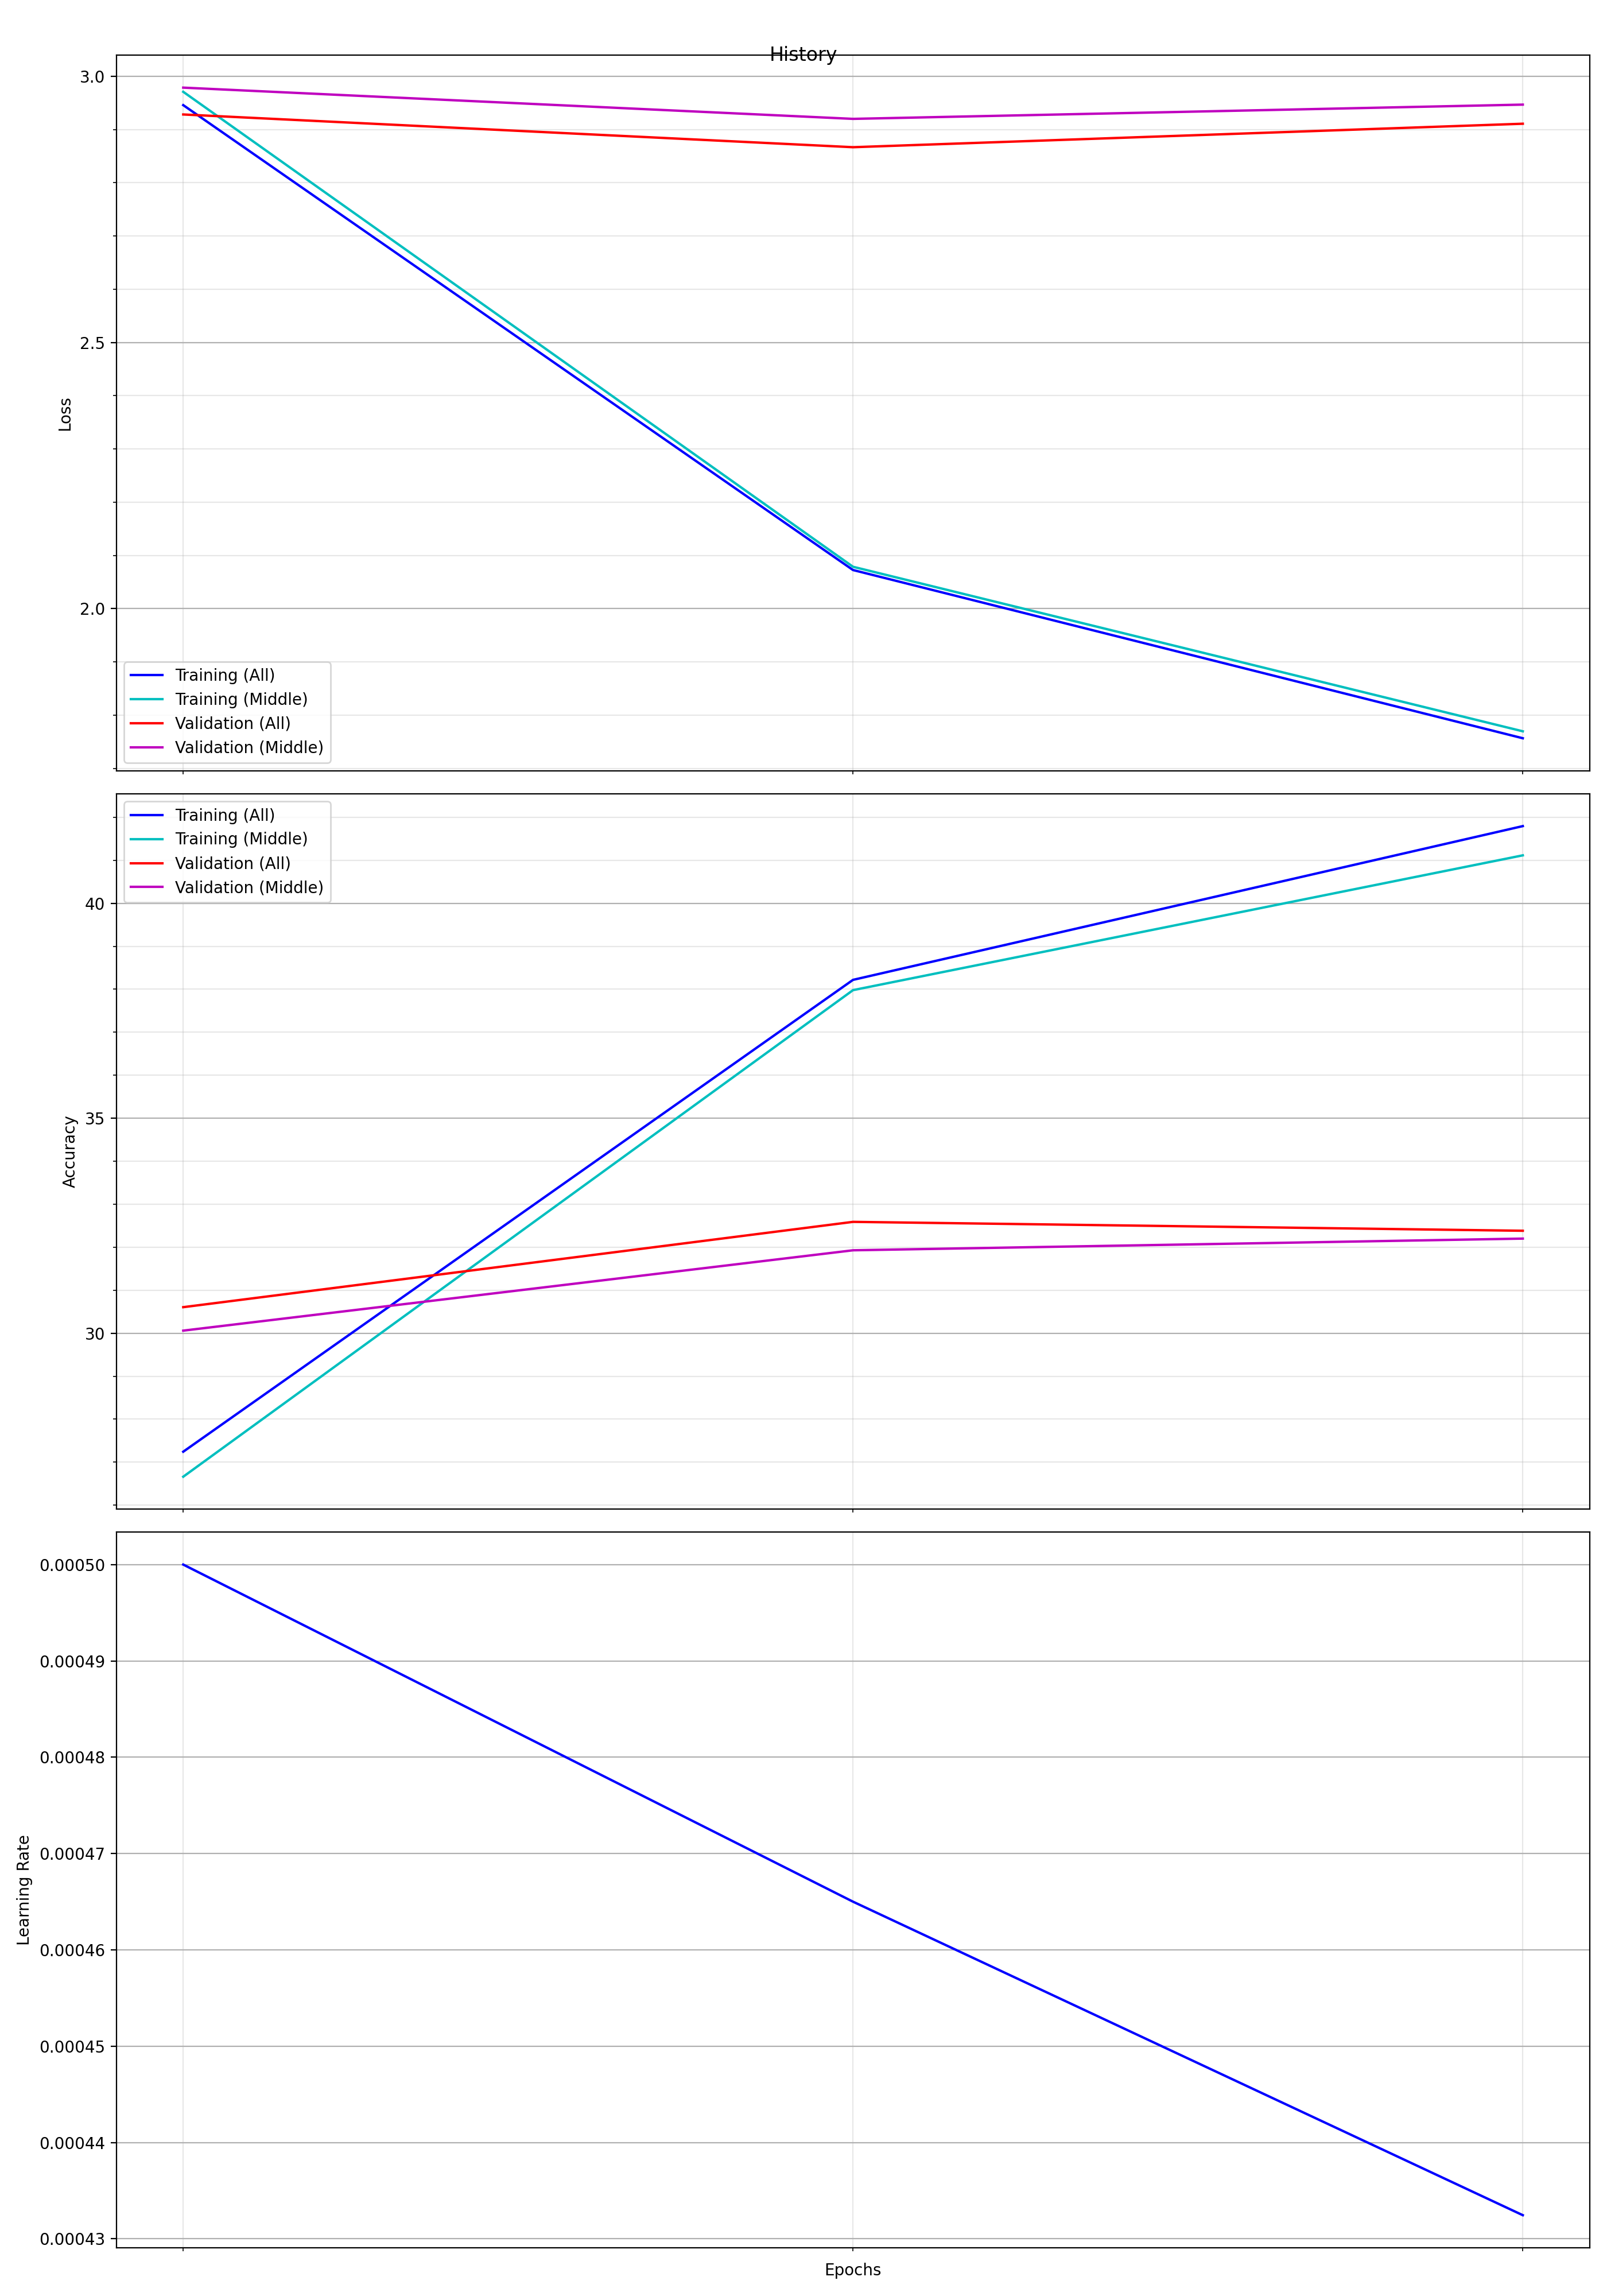 History
3.0
2.5
2.0
Loss
Training (All)
Training (Middle)
Validation (All)
Validation (Middle)
Training (All)
Training (Middle)
Validation (All)
Validation (Middle)
40
35
30
Accuracy
0.00050
0.00049
0.00048
0.00047
0.00046
0.00045
0.00044
0.00043
Learning Rate
Epochs